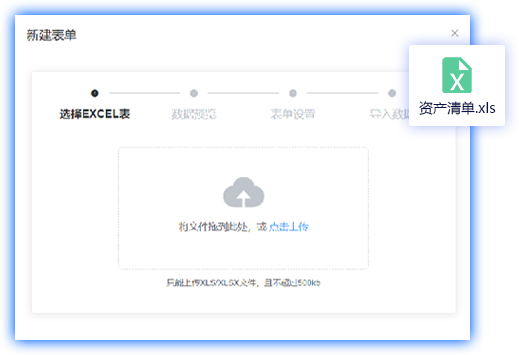 新建表单
×
资产清单.xls
选择EXCEL表
数据预览
表单设置
导入数据
将文件拖到此处，或 点击上传
只能上传XLS/XLSX文件，且不超过500kb